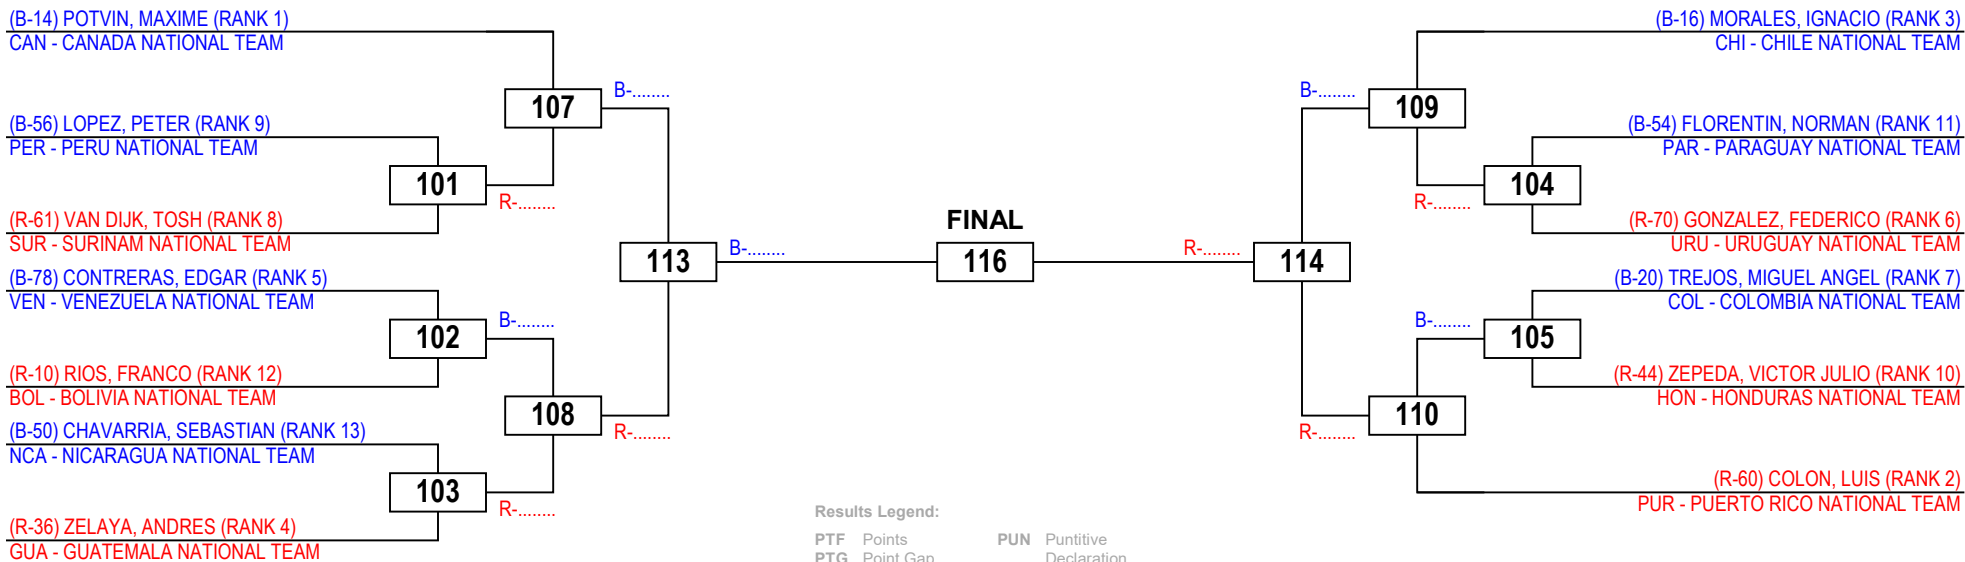 (B-14) POTVIN, MAXIME (RANK 1)
CAN - CANADA NATIONAL TEAM
(B-56) LOPEZ, PETER (RANK 9)
PER - PERU NATIONAL TEAM
(R-61) VAN DIJK, TOSH (RANK 8)
SUR - SURINAM NATIONAL TEAM
(B-78) CONTRERAS, EDGAR (RANK 5)
VEN - VENEZUELA NATIONAL TEAM
(R-10) RIOS, FRANCO (RANK 12)
BOL - BOLIVIA NATIONAL TEAM
(B-50) CHAVARRIA, SEBASTIAN (RANK 13)
NCA - NICARAGUA NATIONAL TEAM
(R-36) ZELAYA, ANDRES (RANK 4)
GUA - GUATEMALA NATIONAL TEAM
101
102
103
R-........
B-........
R-........
107
108
B-........
R-........
113
B-........
FINAL
116
R-........
114
B-........
R-........
109
110
R-........
B-........
104
105
(B-16) MORALES, IGNACIO (RANK 3)
CHI - CHILE NATIONAL TEAM
(B-54) FLORENTIN, NORMAN (RANK 11)
PAR - PARAGUAY NATIONAL TEAM
(R-70) GONZALEZ, FEDERICO (RANK 6)
URU - URUGUAY NATIONAL TEAM
(B-20) TREJOS, MIGUEL ANGEL (RANK 7)
COL - COLOMBIA NATIONAL TEAM
(R-44) ZEPEDA, VICTOR JULIO (RANK 10)
HON - HONDURAS NATIONAL TEAM
(R-60) COLON, LUIS (RANK 2)
PUR - PUERTO RICO NATIONAL TEAM
Results Legend:
PTF Points PUN Puntitive
PTG Point Gap Declaration